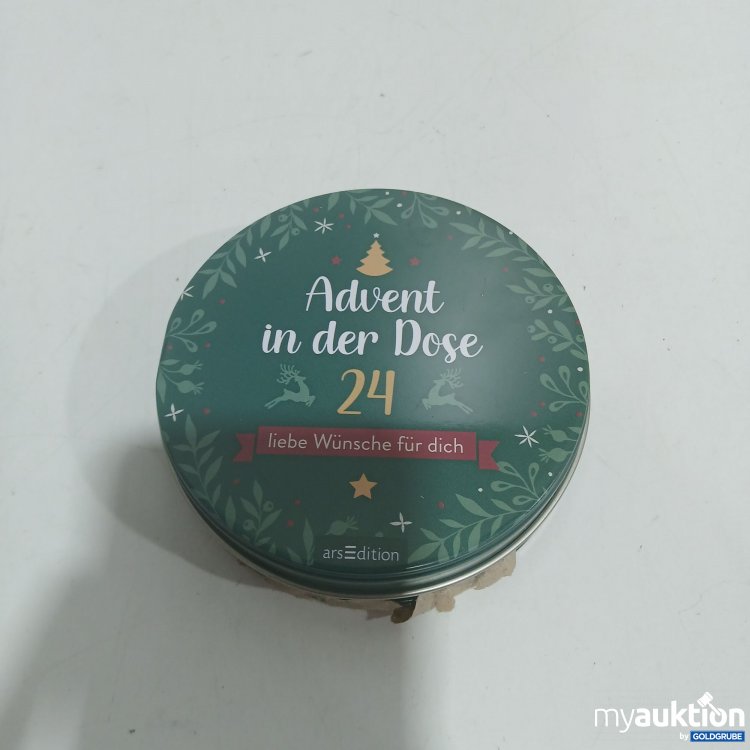 Advent
in der Dose
24
liebe Wünsche für dich
arsEdition
myauktion
by GOLDGRUBE